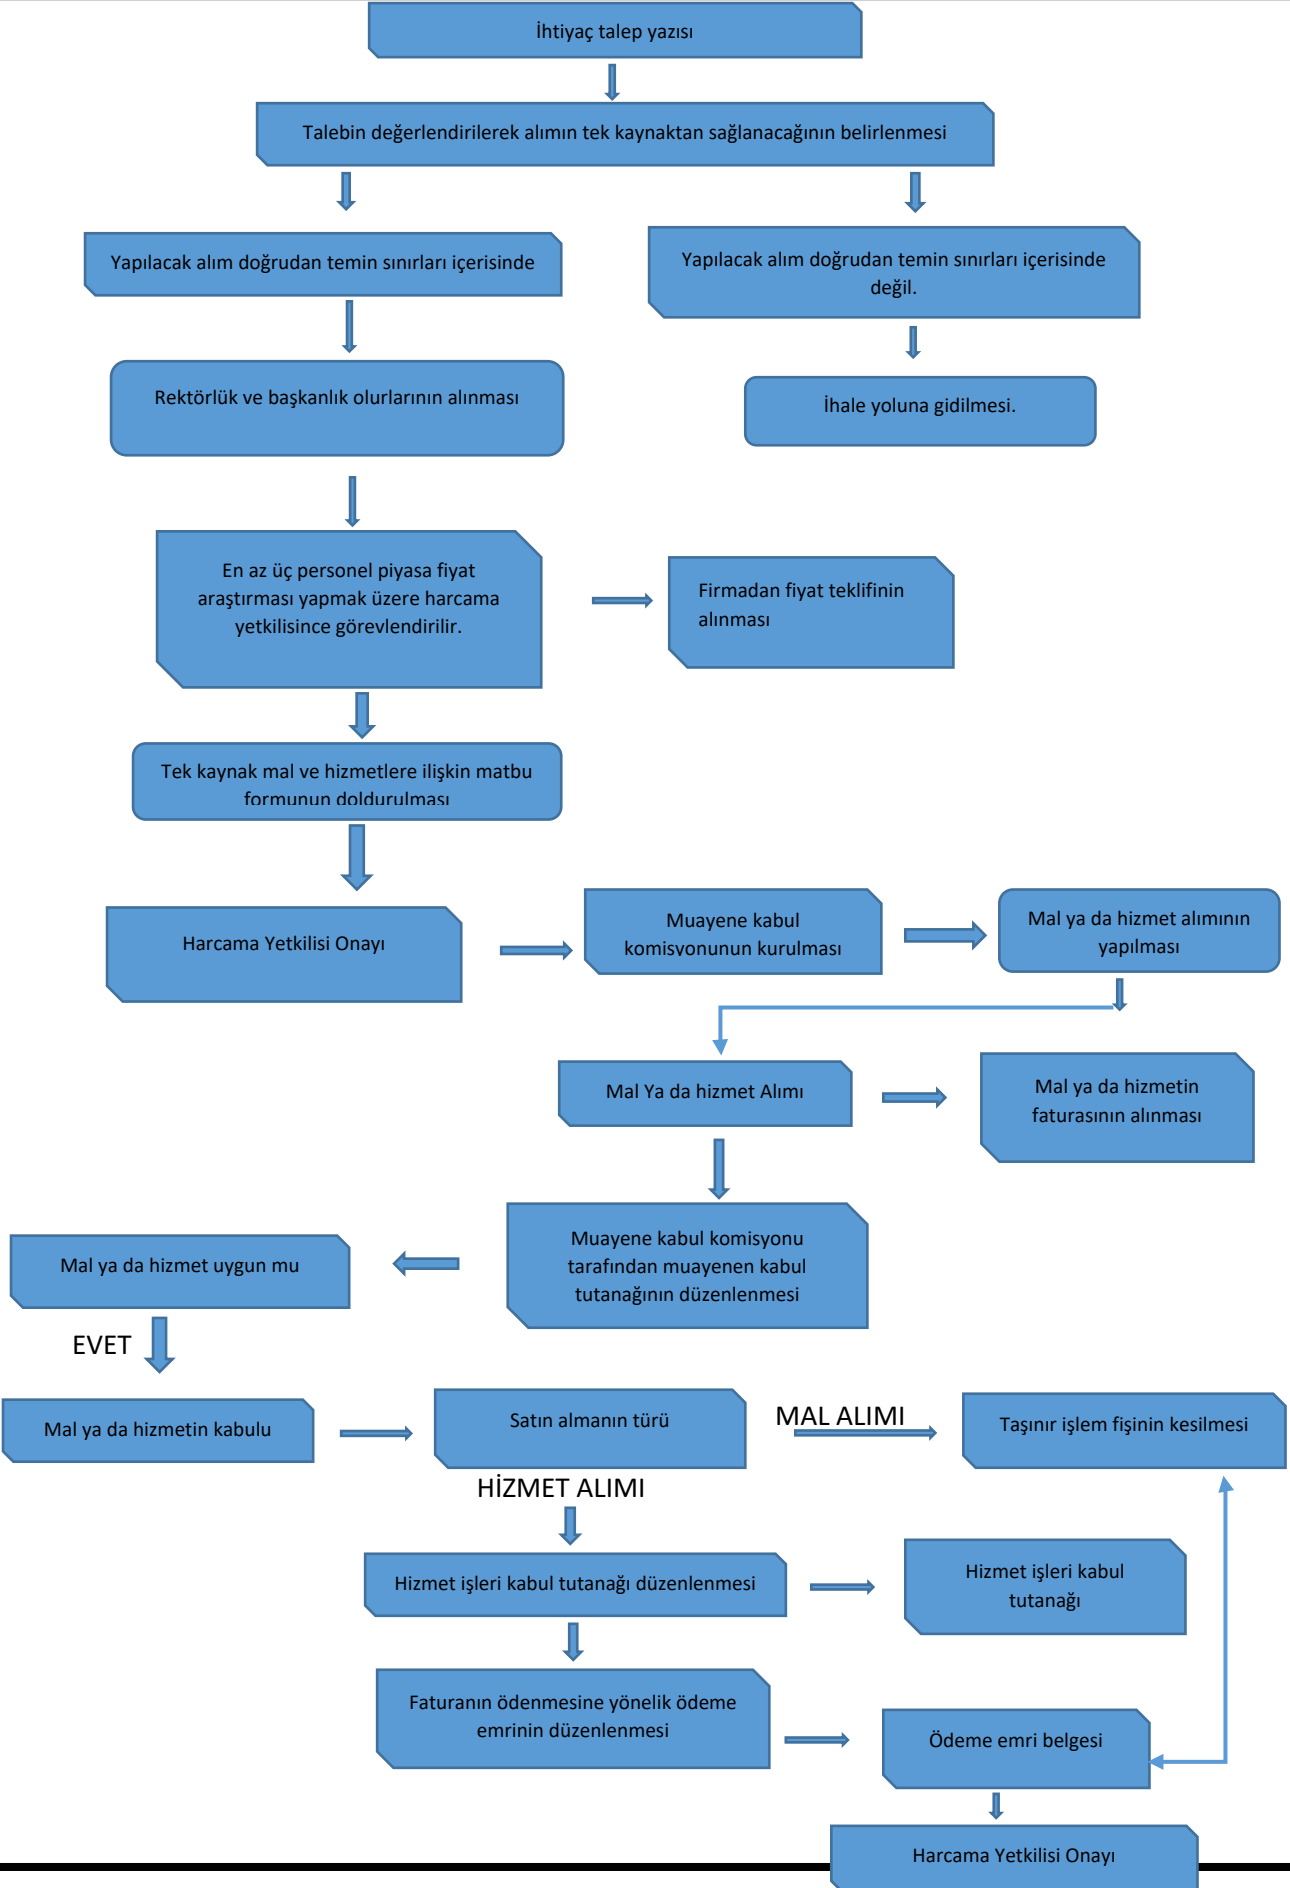 İhtiyaç talep yazısı
Talebin değerlendirilerek alımın tek kaynaktan sağlanacağının belirlenmesi
Yapılacak alım doğrudan temin sınırları içerisinde
Yapılacak alım doğrudan temin sınırları içerisinde
değil.
Rektörlük ve başkanlık olurlarının alınması
İhale yoluna gidilmesi.
En az üç personel piyasa fiyat
araştırması yapmak üzere harcama
yetkilisince görevlendirilir.
Firmadan fiyat teklifinin
alınması
Tek kaynak mal ve hizmetlere ilişkin matbu
formunun doldurulması
Harcama Yetkilisi Onayı
Muayene kabul
komisyonunun kurulması
Mal ya da hizmet alımının
yapılması
Mal Ya da hizmet Alımı
Mal ya da hizmetin
faturasının alınması
Muayene kabul komisyonu
tarafından muayenen kabul
tutanağının düzenlenmesi
Mal ya da hizmet uygun mu
EVET
Mal ya da hizmetin kabulu
Satın almanın türü
MAL ALIMI
Taşınır işlem fişinin kesilmesi
HİZMET ALIMI
Hizmet işleri kabul tutanağı düzenlenmesi
Hizmet işleri kabul
tutanağı
Faturanın ödenmesine yönelik ödeme
emrinin düzenlenmesi
Ödeme emri belgesi
Harcama Yetkilisi Onayı